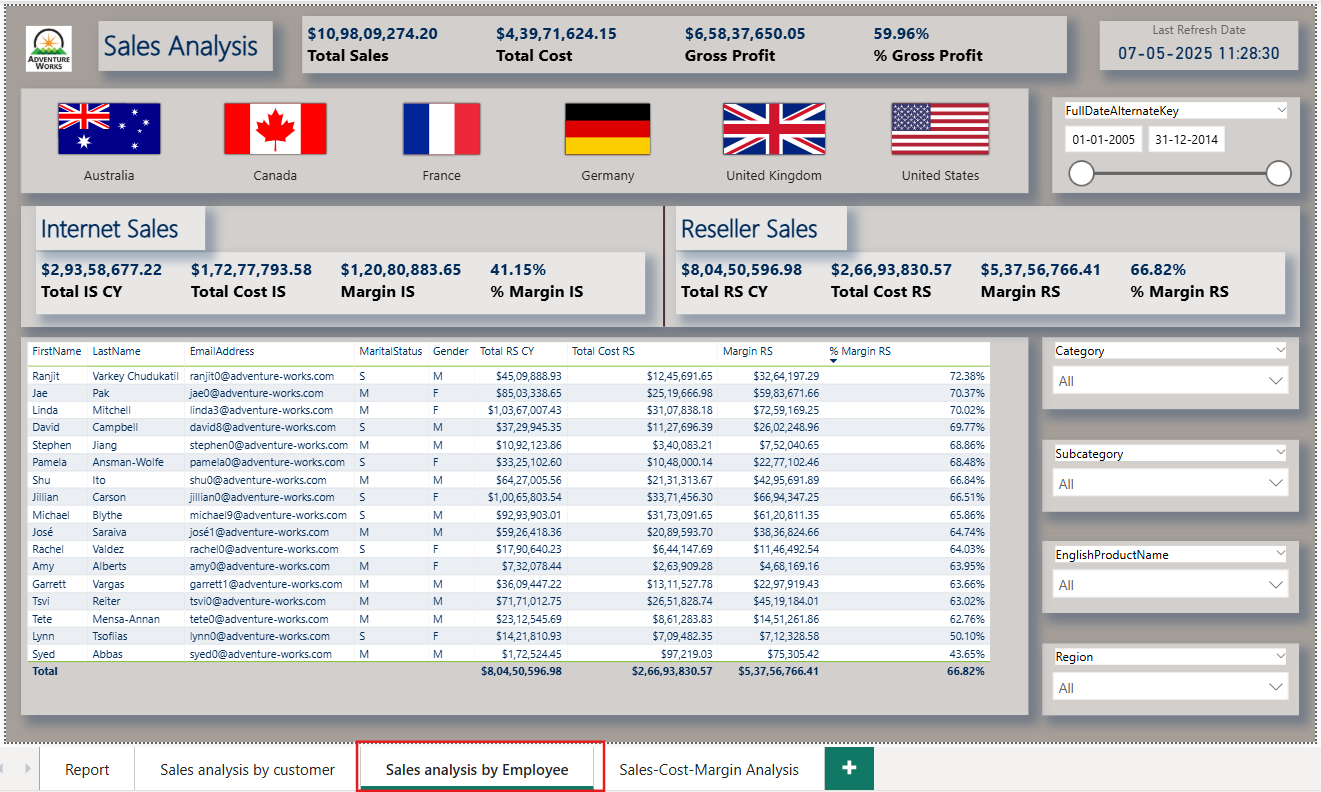 ADVENTURE WORKS
Sales Analysis
$10,98,09,274.20 $4,39,71,624.15 $6,58,37,650.05 59.96%
Total Sales Total Cost Gross Profit % Gross Profit
Last Refresh Date
07-05-2025 11:28:30
Australia Canada France Germany United Kingdom United States
FullDateAlternateKey
01-01-2005 31-12-2014
Internet Sales
$2,93,58,677.22 $1,72,77,793.58 $1,20,80,883.65 41.15%
Total IS CY Total Cost IS Margin IS % Margin IS
Reseller Sales
$8,04,50,596.98 $2,66,93,830.57 $5,37,56,766.41 66.82%
Total RS CY Total Cost RS Margin RS % Margin RS
FirstName LastName EmailAddress MaritalStatus Gender Total RS CY Total Cost RS Margin RS % Margin RS
Ranjit Varkey Chudukatil ranjit0@adventure-works.com S M $45,09,888.93 $12,45,691.65 $32,64,197.29 72.38%
Jae Pak jae0@adventure-works.com M F $85,03,338.65 $25,19,666.98 $59,83,671.66 70.37%
Linda Mitchell linda3@adventure-works.com M F $1,03,67,007.43 $31,07,838.18 $72,59,169.25 70.02%
David Campbell david8@adventure-works.com S M $37,29,945.35 $11,27,696.39 $26,02,248.96 69.77%
Stephen Jiang stephen0@adventure-works.com M M $10,92,123.86 $3,40,083.21 $7,52,040.65 68.86%
Pamela Ansman-Wolfe pamela0@adventure-works.com S F $33,25,102.60 $10,48,000.14 $22,77,102.46 68.48%
Shu Ito shu0@adventure-works.com M M $64,27,005.56 $21,31,313.67 $42,95,691.89 66.84%
Jillian Carson jillian0@adventure-works.com S F $1,00,65,803.54 $33,71,456.30 $66,94,347.25 66.51%
Michael Blythe michael9@adventure-works.com S M $92,93,903.01 $31,73,091.65 $61,20,811.35 65.86%
José Saraiva josé1@adventure-works.com M M $59,26,418.36 $20,89,593.70 $38,36,824.66 64.74%
Rachel Valdez rachel0@adventure-works.com S F $17,90,640.23 $6,44,147.69 $11,46,492.54 64.03%
Amy Alberts amy0@adventure-works.com M F $7,32,078.44 $2,63,909.28 $4,68,169.16 63.95%
Garrett Vargas garrett1@adventure-works.com M M $36,09,447.22 $13,11,527.78 $22,97,919.43 63.66%
Tsvi Reiter tsvi0@adventure-works.com M M $71,71,012.75 $26,51,828.74 $45,19,184.01 63.02%
Tete Mensa-Annan tete0@adventure-works.com M M $23,12,545.69 $8,61,283.83 $14,51,261.86 62.76%
Lynn Tsoflias lynn0@adventure-works.com S F $14,21,810.93 $7,09,482.35 $7,12,328.58 50.10%
Syed Abbas syed0@adventure-works.com M M $1,72,524.45 $97,219.03 $75,305.42 43.65%
Total $8,04,50,596.98 $2,66,93,830.57 $5,37,56,766.41 66.82%
Category
All
Subcategory
All
EnglishProductName
All
Region
All
Report Sales analysis by customer Sales analysis by Employee Sales-Cost-Margin Analysis +